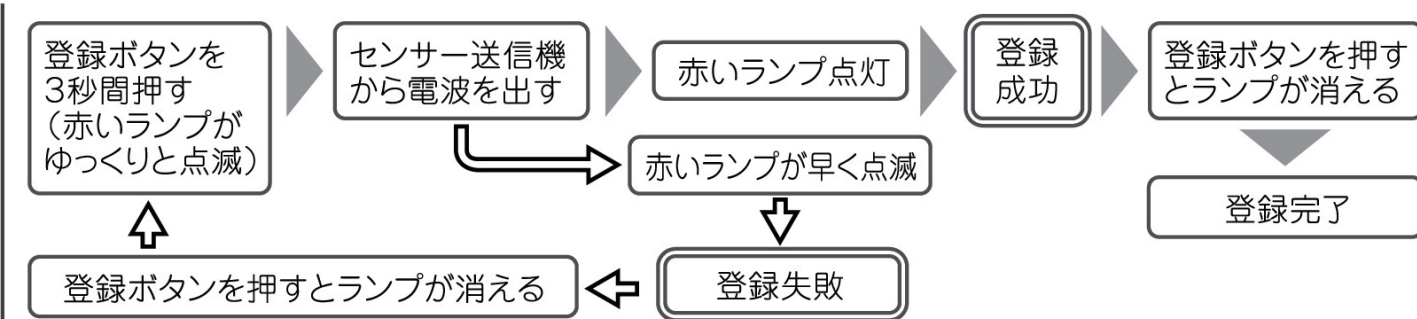 登録ボタンを
3秒間押す
（赤いランプが
ゆっくりと点滅）
センサー送信機
から電波を出す
赤いランプ点灯
登録
成功
登録ボタンを押す
とランプが消える
登録完了
赤いランプが早く点滅
登録失敗
登録ボタンを押すとランプが消える